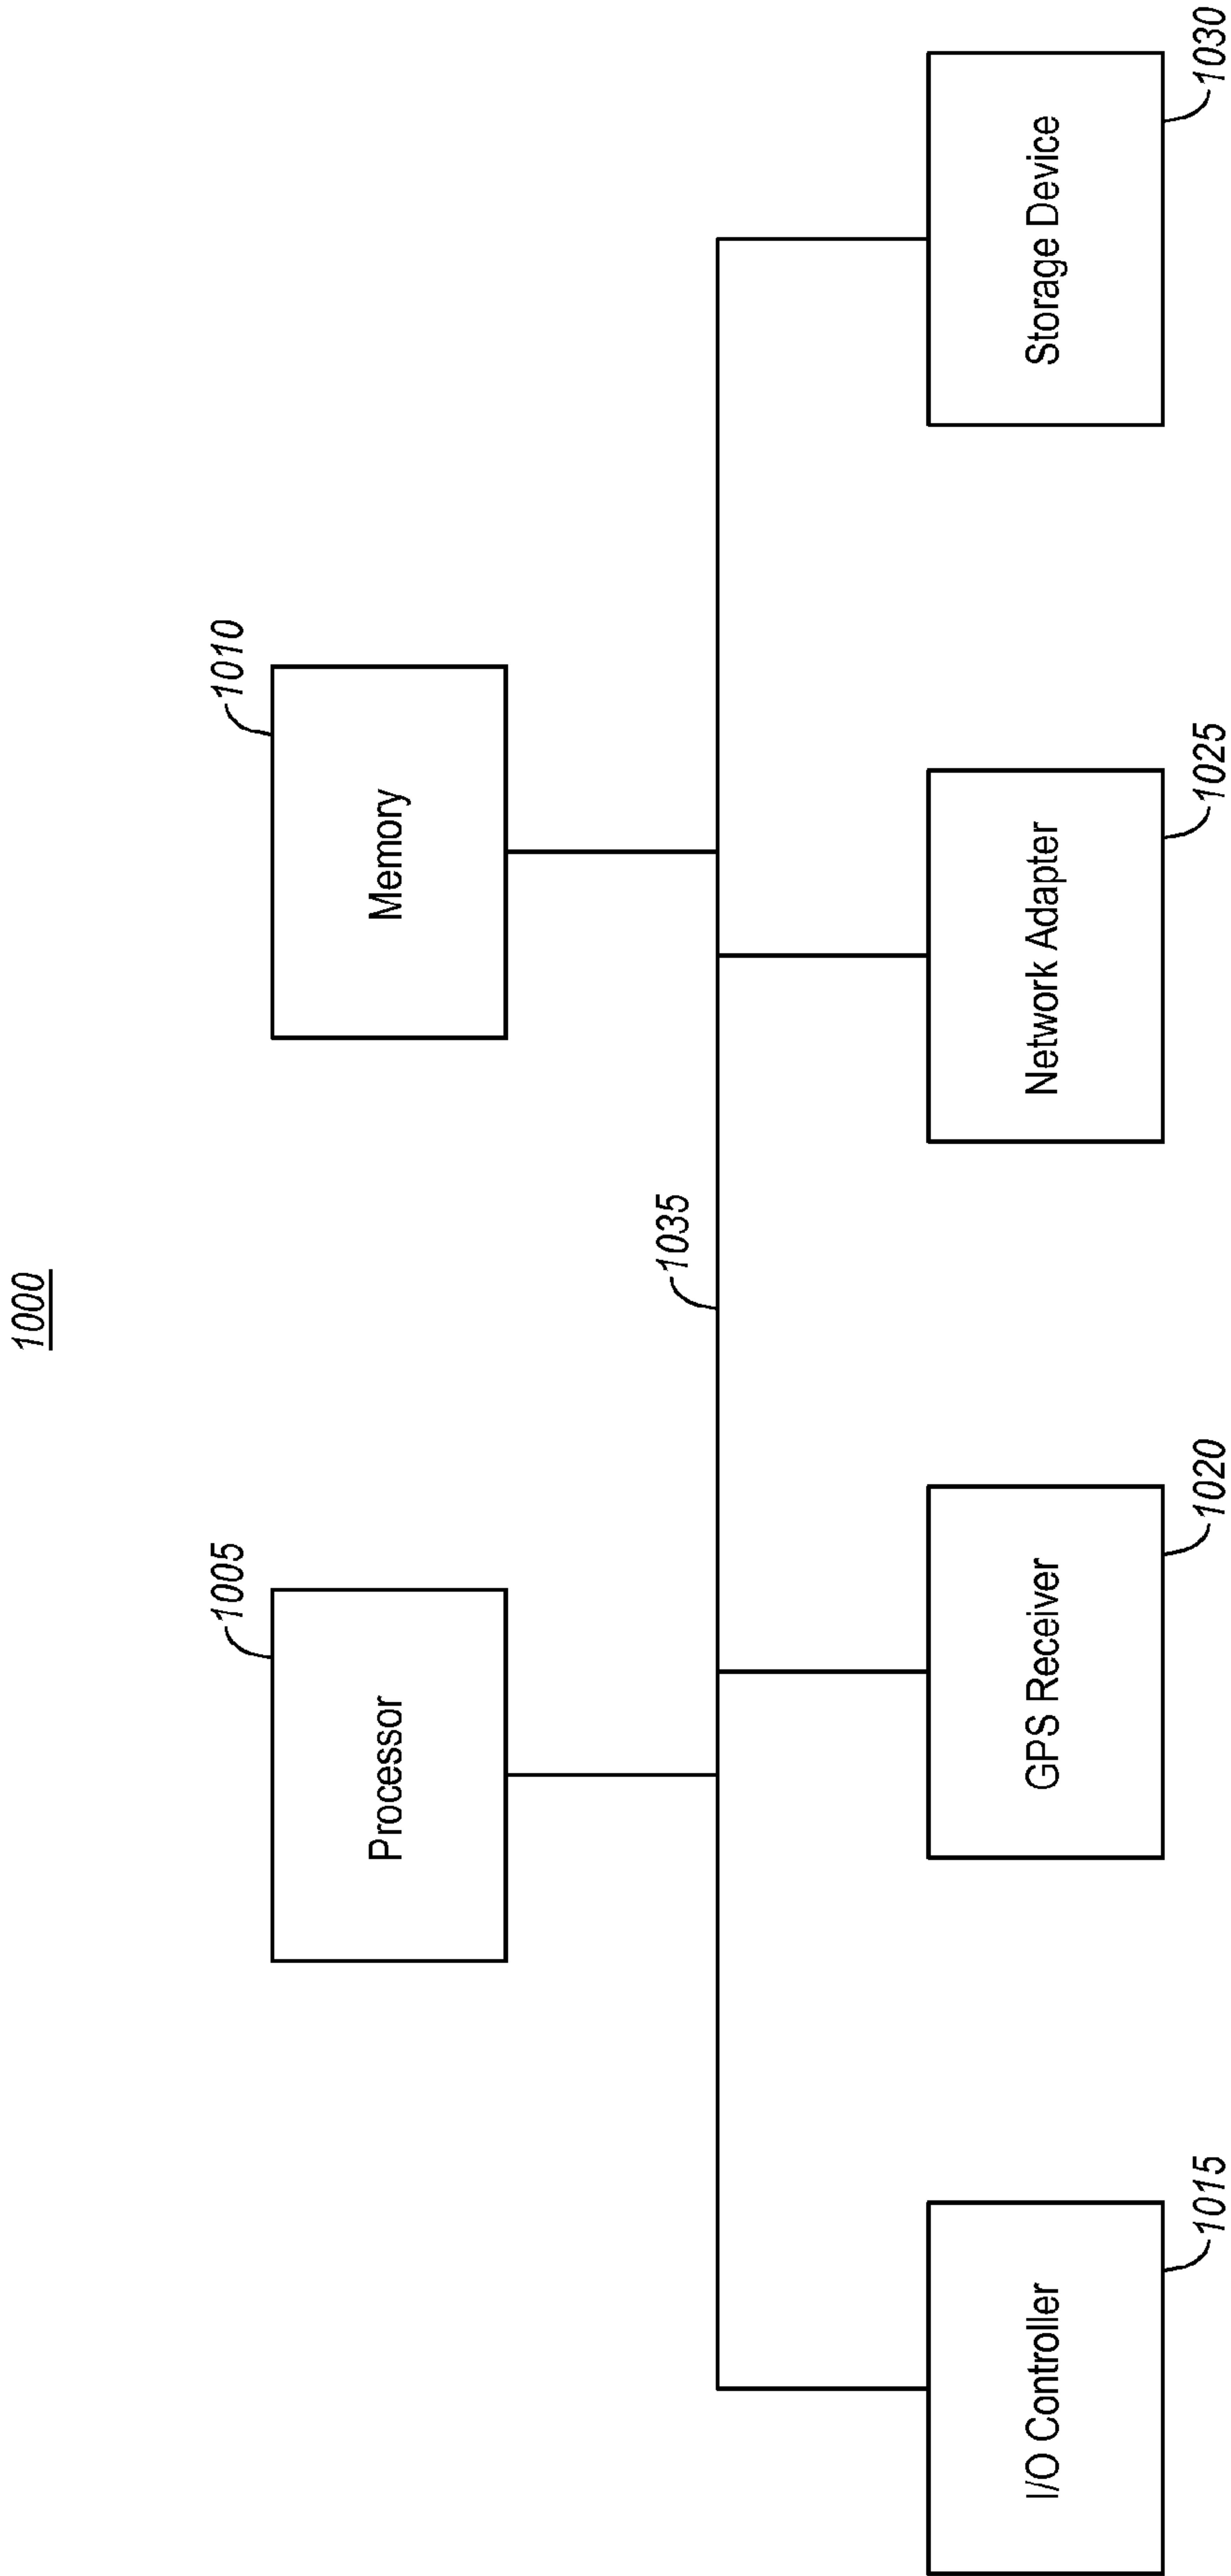 1000
1005
Processor
1010
Memory
1035
I/O Controller
1015
GPS Receiver
1020
Network Adapter
1025
Storage Device
1030